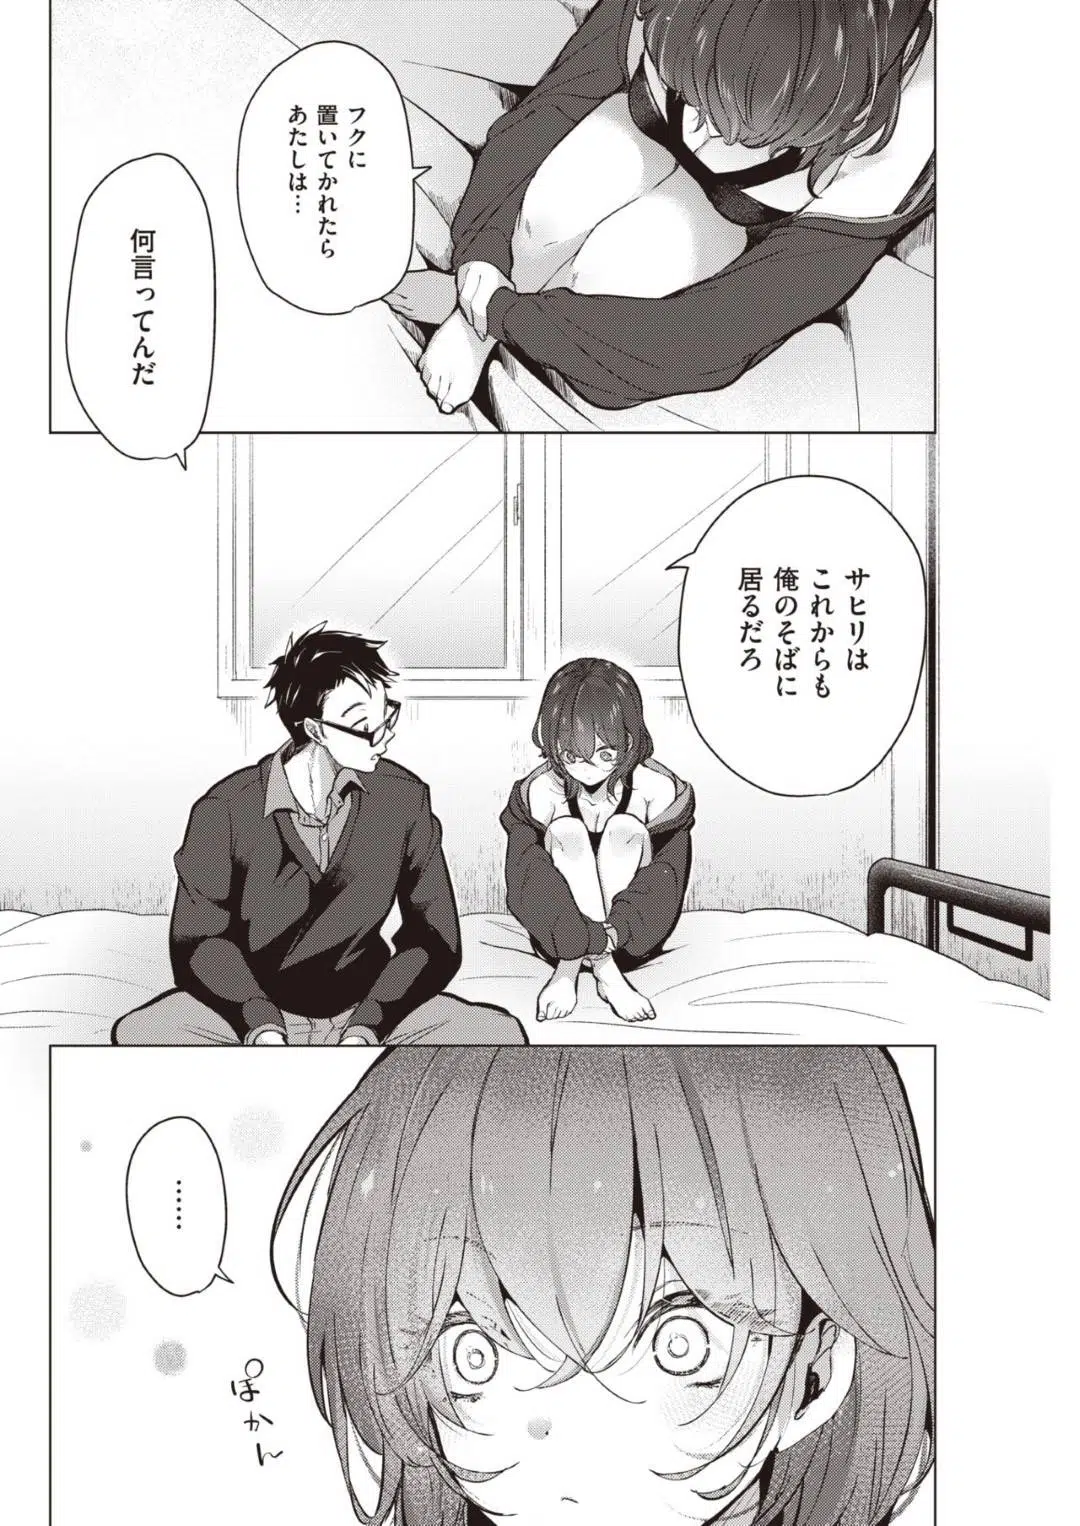 フクに
置いてかれたら
あたしは…
何言ってんだ
サヒリは
これからも
俺のそばに
居るだろ
……
ぽかん